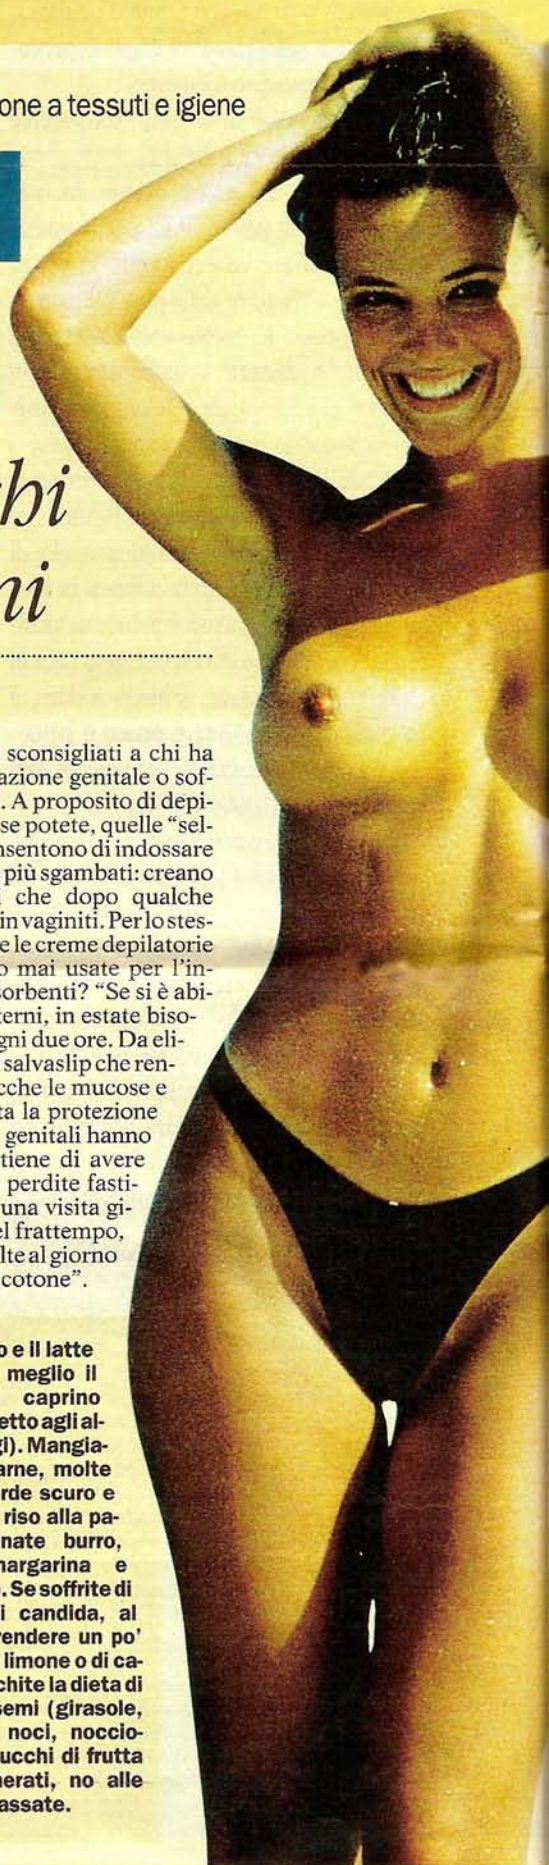 one a tessuti e igiene
hi
ni
sconsigliati a chi ha
azione genitale o sof-
. A proposito di depi-
se potete, quelle “sel-
nsentono di indossare
più sgambati: creano
che dopo qualche
in vaginiti. Per lo stes-
e le creme depilatorie
o mai usate per l’in-
sorbenti? “Se si è abi-
terni, in estate biso-
gni due ore. Da eli-
salvaslip che ren-
cche le mucose e
ta la protezione
genitali hanno
tiene di avere
perdite fasti-
una visita gi-
el frattempo,
lte al giorno
cotone”.
o e il latte
meglio il
caprino
etto agli al-
gi). Mangia-
arne, molte
rde scuro e
riso alla pa-
nate burro,
nargarina e
). Se soffrite di
i candida, al
rendere un po’
limone o di ca-
chite la dieta di
semi (girasole,
noci, noccio-
ucchi di frutta
nerati, no alle
assate.